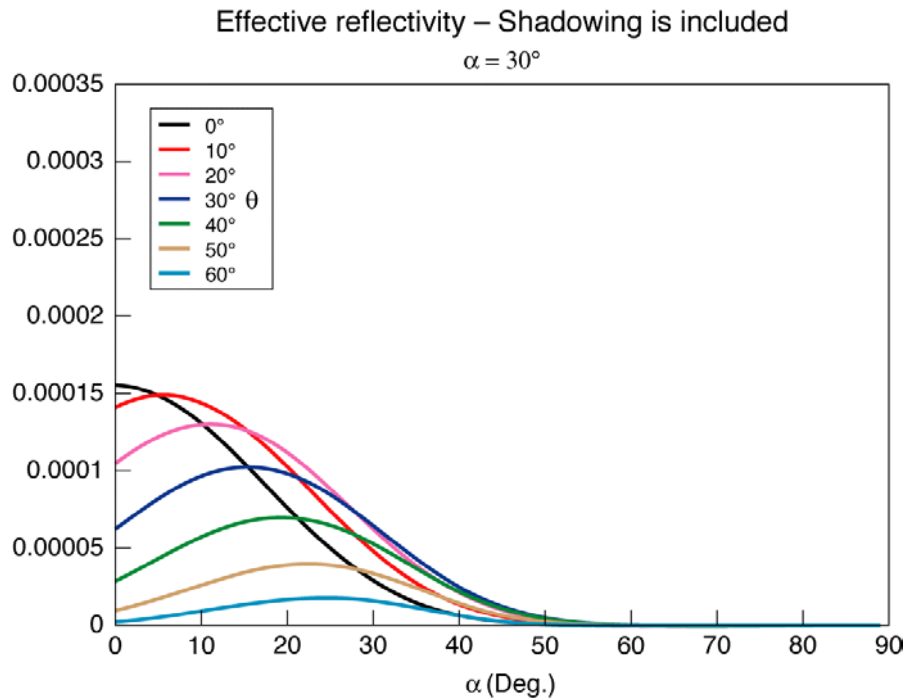 Effective reflectivity – Shadowing is included
α = 30°
0.00035
0.0003
0.00025
0.0002
0.00015
0.0001
0.00005
0
0°
10°
20°
30° θ
40°
50°
60°
0 10 20 30 40 50 60 70 80 90
α (Deg.)